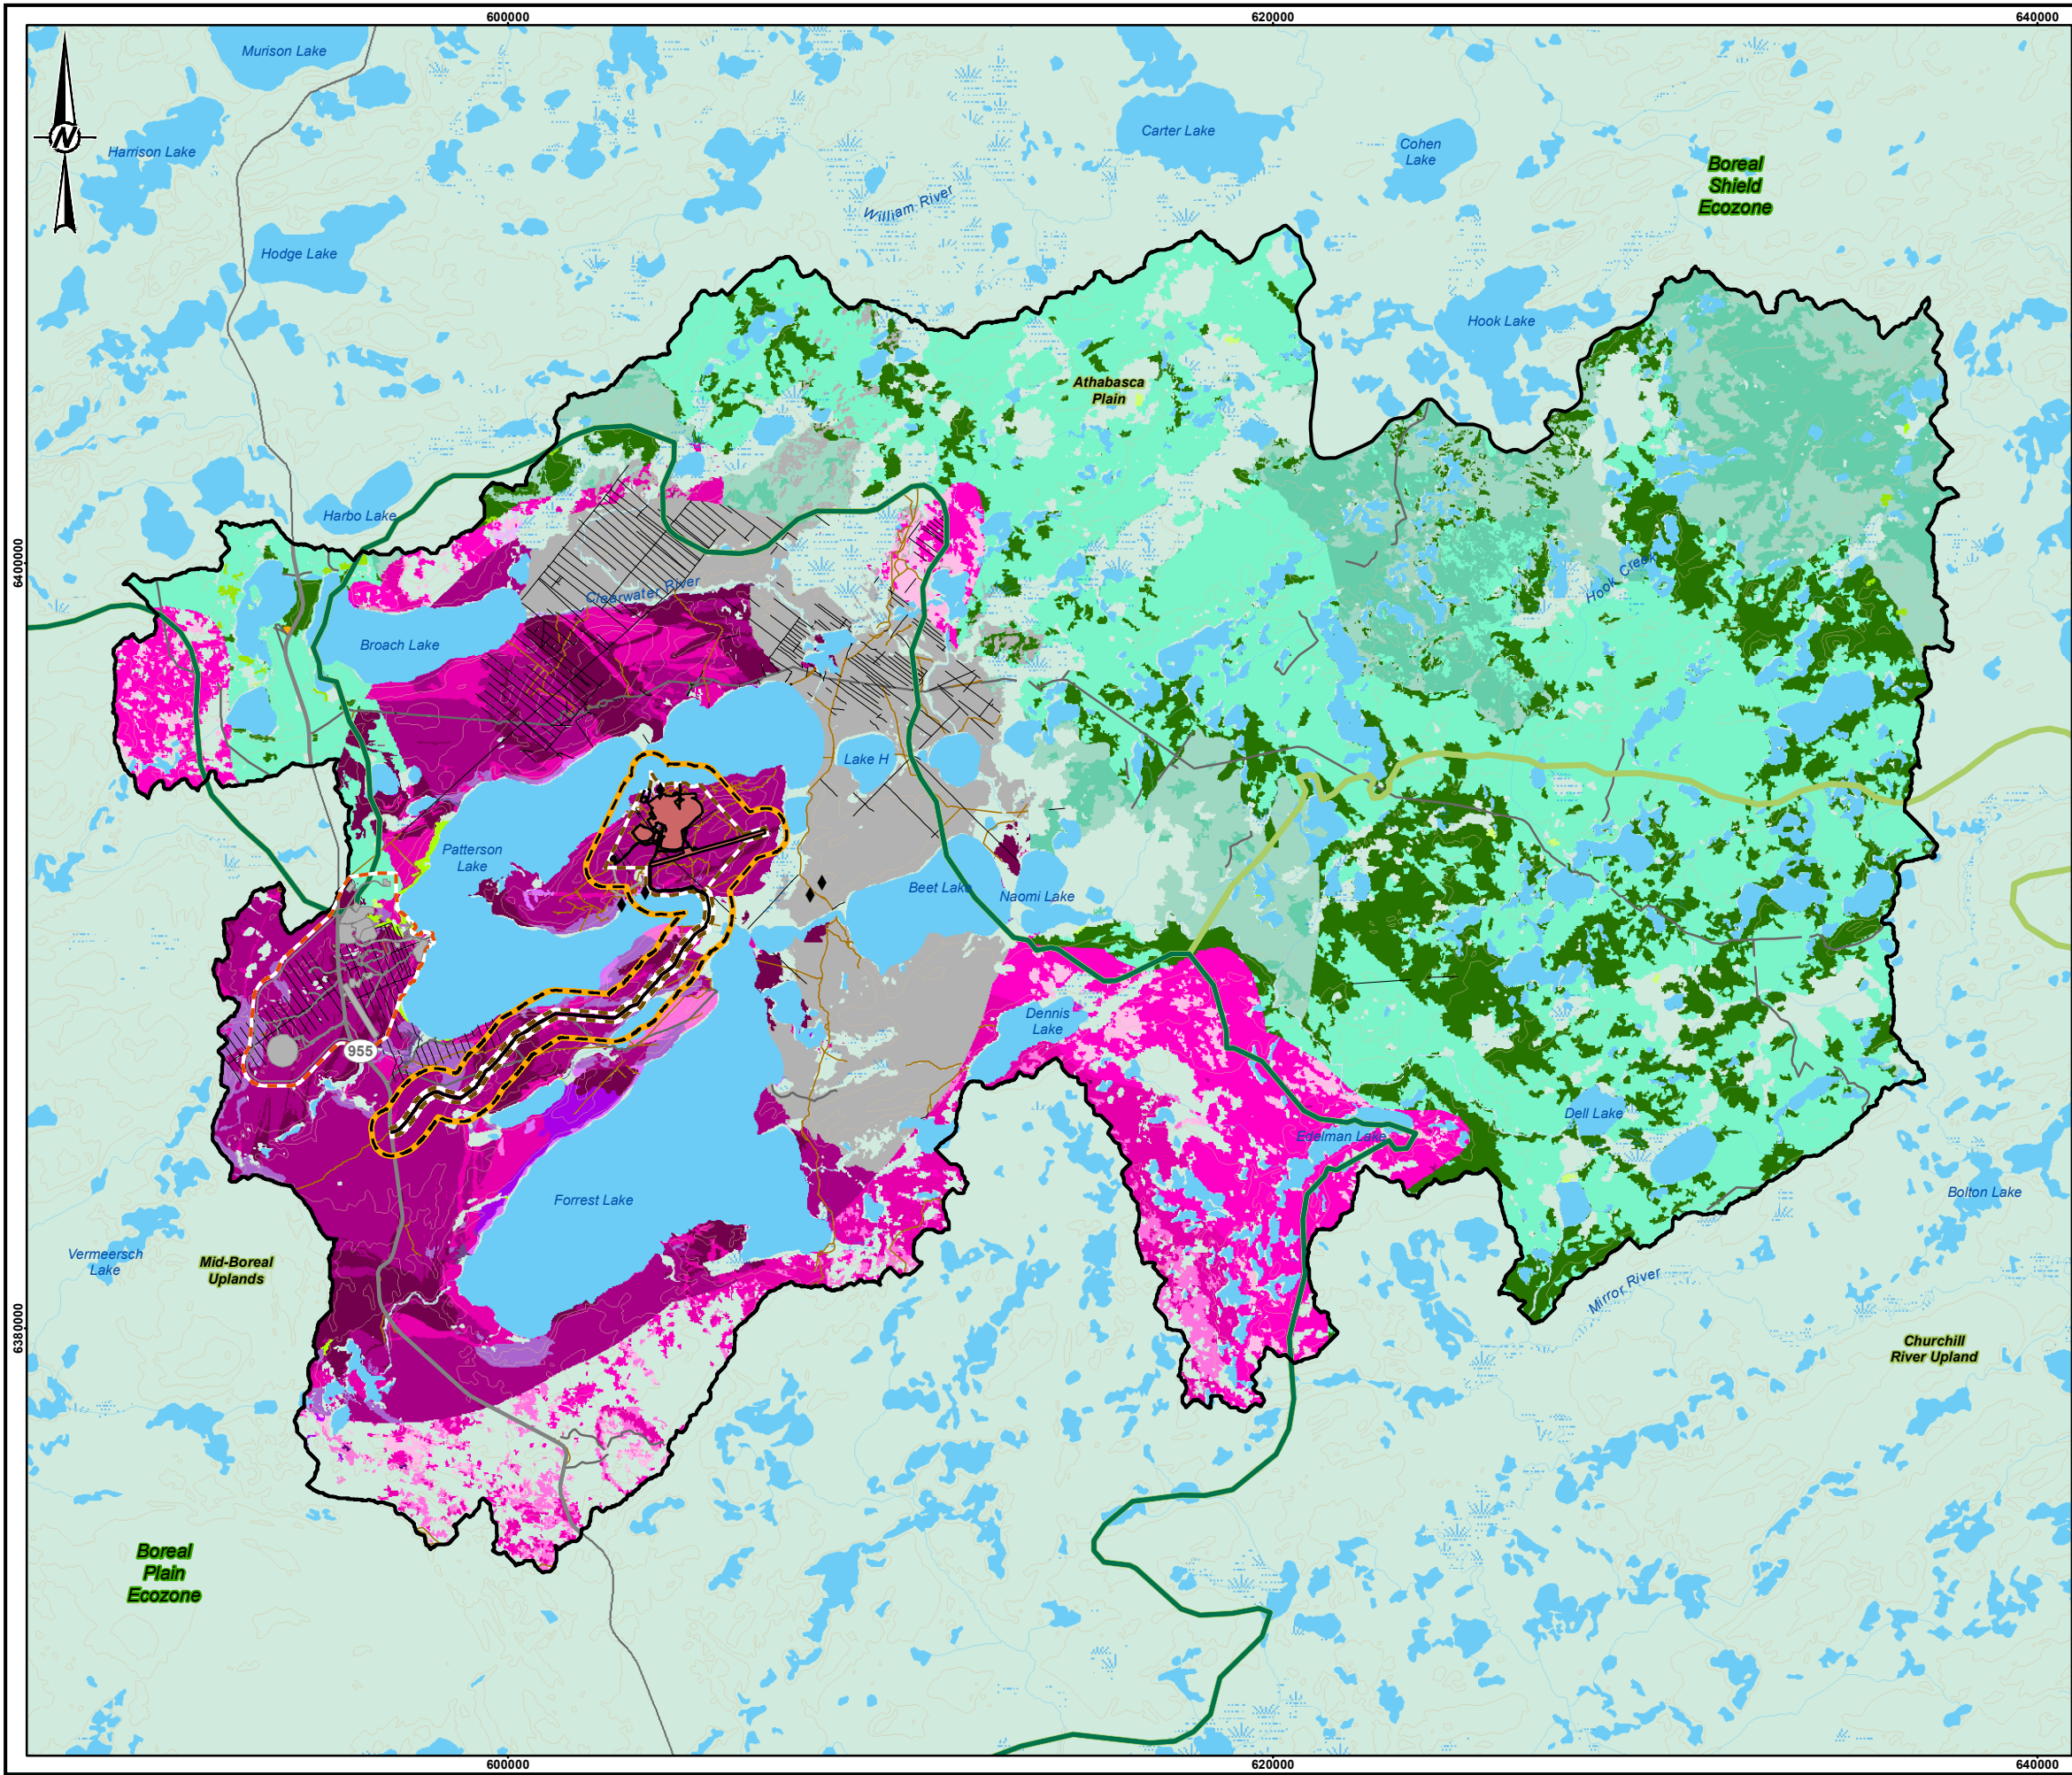 600000
620000
640000
Murison Lake
N
Carter Lake
Harrison Lake
Cohen
Lake
Boreal
Shield
Ecozone
William River
Hodge Lake
Hook Lake
Athabasca
Plain
Harbo Lake
6400000
Clearwater River
Hook Creek
Broach Lake
Lake H
Patterson
Lake
Beet Lake
Naomi Lake
Dennis
Lake
955
Dell Lake
Edelman Lake
Forrest Lake
Bolton Lake
Vermeersch
Lake
Mid-Boreal
Uplands
Mirror River
6380000
Churchill
River Upland
Boreal
Plain
Ecozone
600000
620000
640000